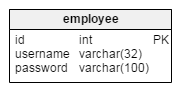 employee
id int PK
username varchar(32)
password varchar(100)